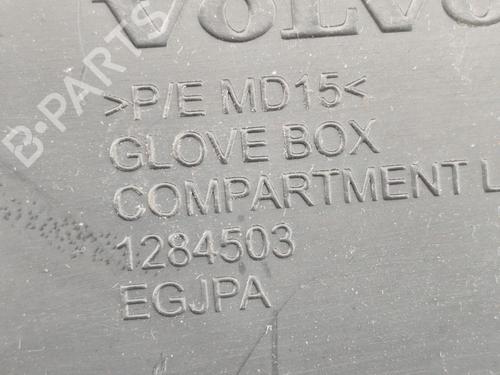 VOLVO
>P/E MD15<
GLOVE BOX
COMPARTMENT L
1284503
EGJPA
B-PARTS